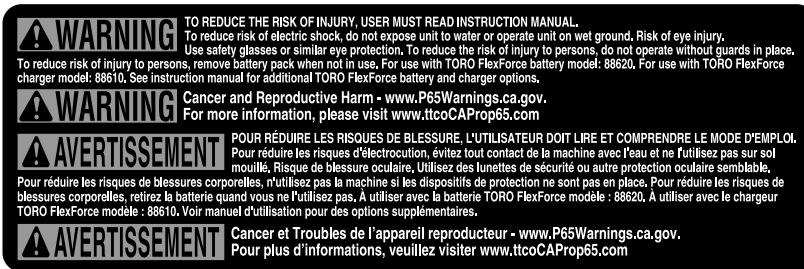 WARNING TO REDUCE THE RISK OF INJURY, USER MUST READ INSTRUCTION MANUAL.
To reduce risk of electric shock, do not expose unit to water or operate unit on wet ground. Risk of eye injury.
Use safety glasses or similar eye protection. To reduce the risk of injury to persons, do not operate without guards in place.
To reduce risk of injury to persons, remove battery pack when not in use. For use with TORO FlexForce battery model: 88620. For use with TORO FlexForce
charger model: 88610. See instruction manual for additional TORO FlexForce battery and charger options.
WARNING Cancer and Reproductive Harm - www.P65Warnings.ca.gov.
For more information, please visit www.ttcoCAProp65.com
AVERTISSEMENT POUR RÉDUIRE LES RISQUES DE BLESSURE, L'UTILISATEUR DOIT LIRE ET COMPRENDRE LE MODE D'EMPLOI.
Pour réduire les risques d'électrocution, évitez tout contact de la machine avec l'eau et ne l'utilisez pas sur sol
mouillé. Risque de blessure oculaire. Utilisez des lunettes de sécurité ou autre protection oculaire semblable.
Pour réduire les risques de blessures corporelles, n'utilisez pas la machine si les dispositifs de protection ne sont pas en place. Pour réduire les risques de
blessures corporelles, retirez la batterie quand vous ne l'utilisez pas. À utiliser avec la batterie TORO FlexForce modèle : 88620. À utiliser avec le chargeur
TORO FlexForce modèle : 88610. Voir manuel d'utilisation pour des options supplémentaires.
AVERTISSEMENT Cancer et Troubles de l'appareil reproducteur - www.P65Warnings.ca.gov.
Pour plus d'informations, veuillez visiter www.ttcoCAProp65.com